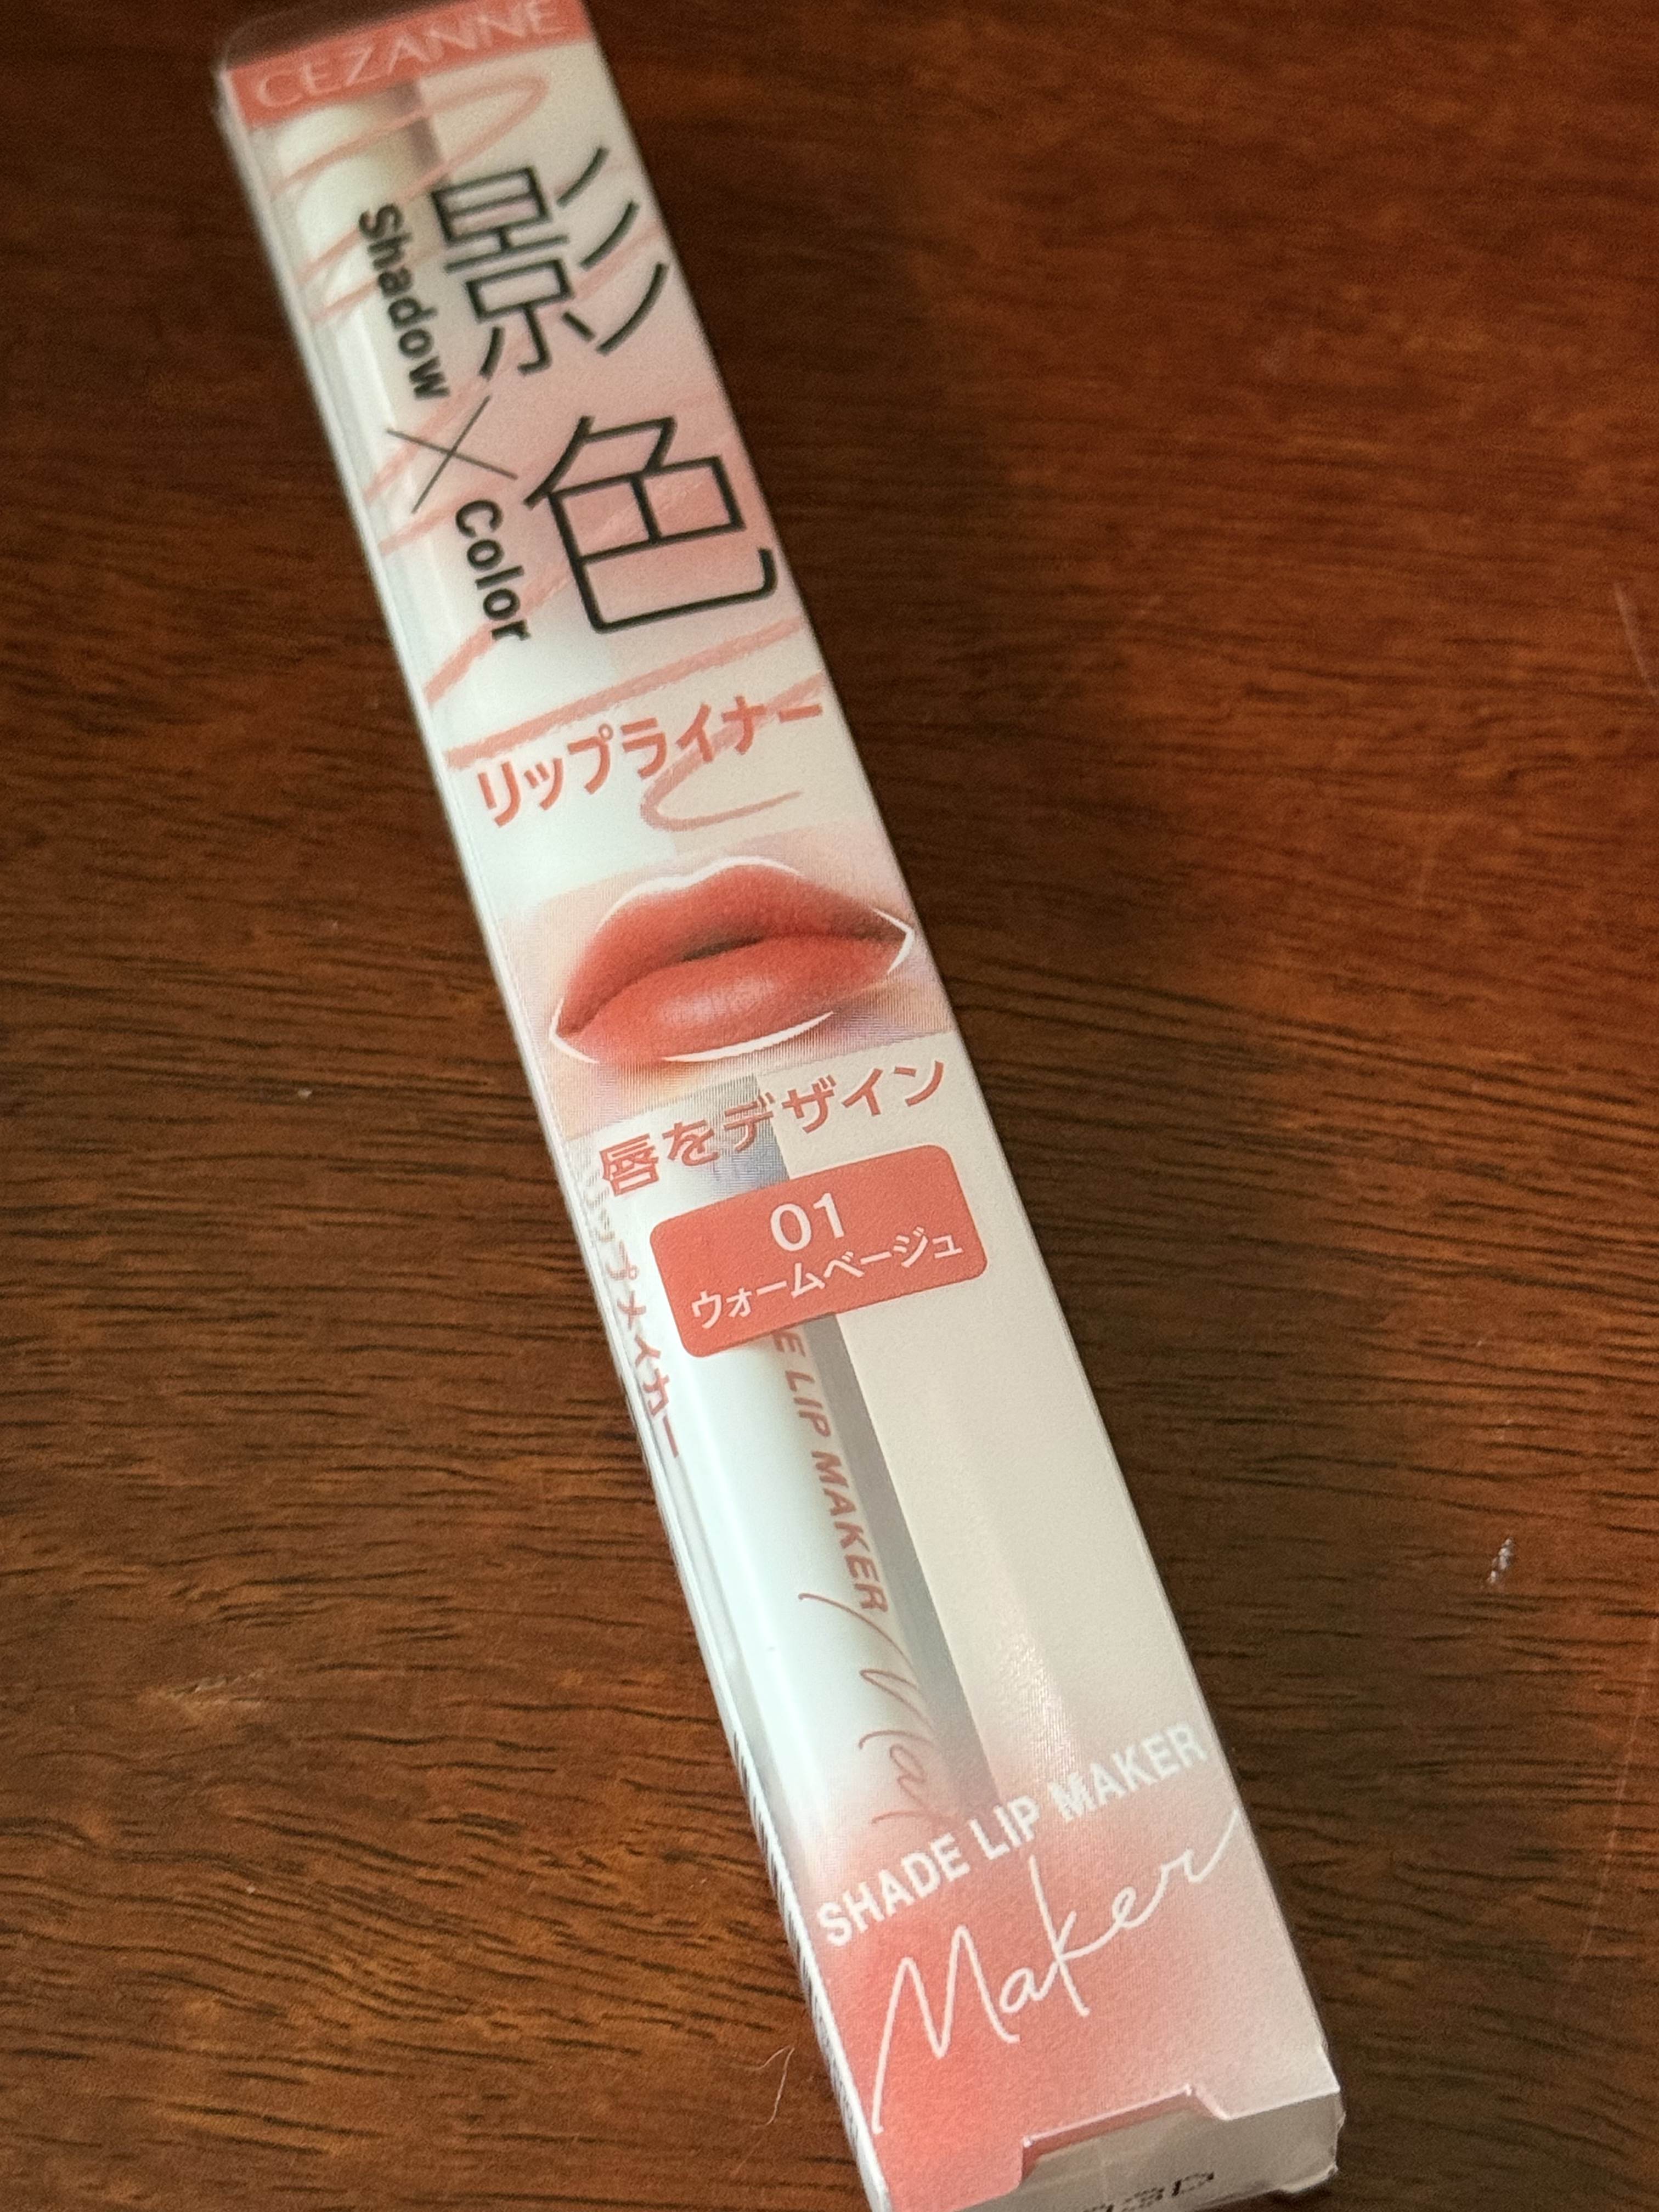 CEZANNE
影
Shadow
×
色
Color
リップライナー
唇をデザイン
01
ウォームベージュ
リップメイカー
E LIP MAKER
SHADE LIP MAKER
Maker